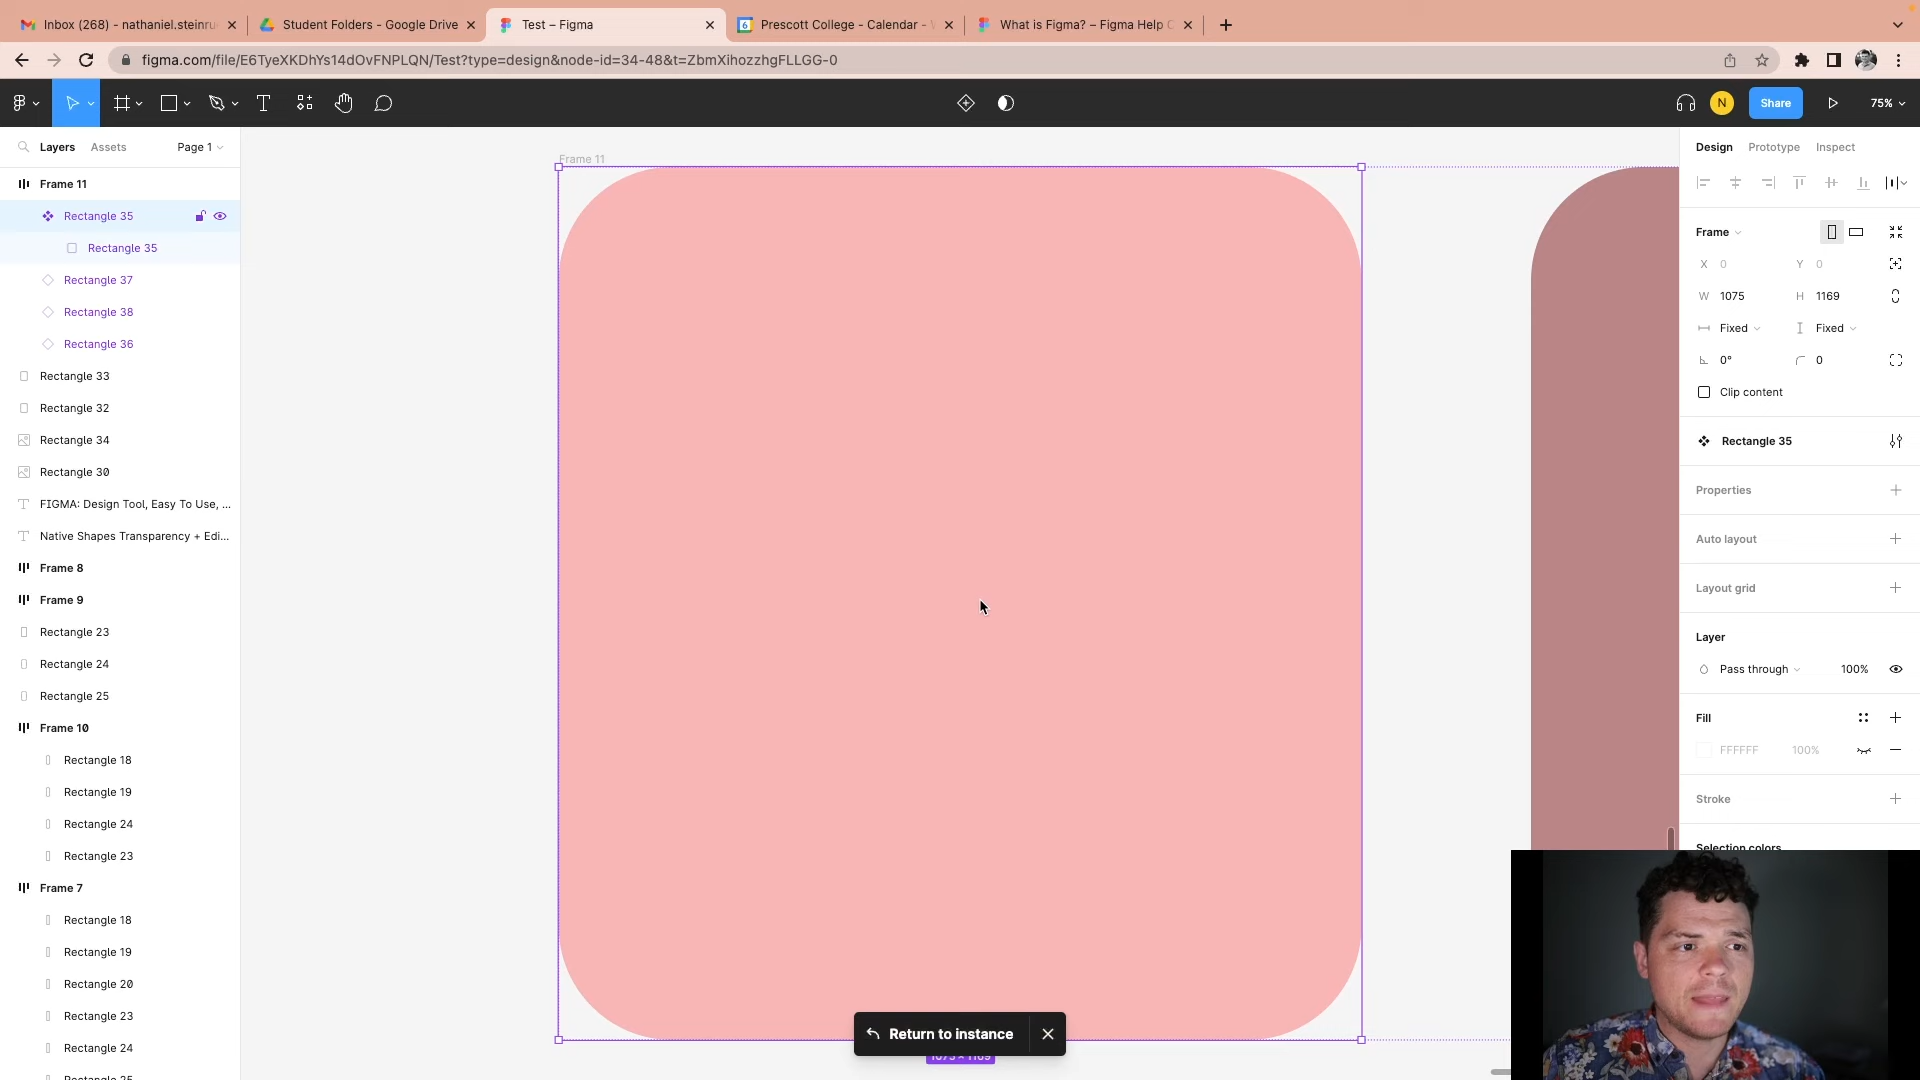 Inbox (268) - nathaniel.steinru
Student Folders - Google Drive
Test – Figma
Prescott College - Calendar -
What is Figma? – Figma Help C
figma.com/file/E6TyeXKDhYs14dOvFNPLQN/Test?type=design&node-id=34-48&t=ZbmXihozzhgFLLGG-0
N
Share
75%
Layers
Assets
Page 1
Frame 11
Rectangle 35
Rectangle 35
Rectangle 37
Rectangle 38
Rectangle 36
Rectangle 33
Rectangle 32
Rectangle 34
Rectangle 30
FIGMA: Design Tool, Easy To Use, ...
Native Shapes Transparency + Edi...
Frame 8
Frame 9
Rectangle 23
Rectangle 24
Rectangle 25
Frame 10
Rectangle 18
Rectangle 19
Rectangle 24
Rectangle 23
Frame 7
Rectangle 18
Rectangle 19
Rectangle 20
Rectangle 23
Rectangle 24
Rectangle 25
Frame 11
Return to instance
1075 × 1169
Design
Prototype
Inspect
Frame
X 0
Y 0
W 1075
H 1169
Fixed
Fixed
0°
0
Clip content
Rectangle 35
Properties
Auto layout
Layout grid
Layer
Pass through
100%
Fill
FFFFFF
100%
Stroke
Selection colors